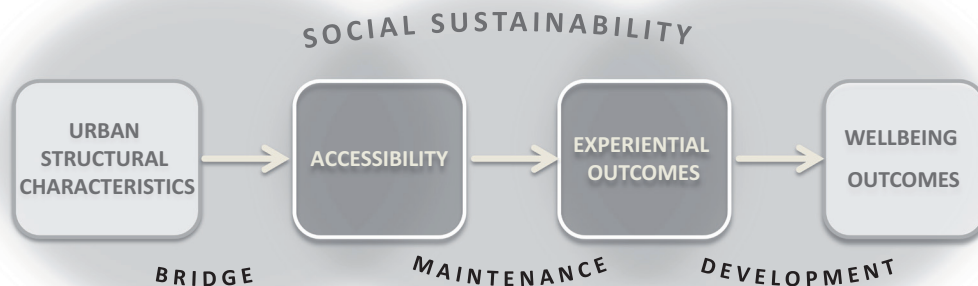 SOCIAL SUSTAINABILITY
URBAN
STRUCTURAL
CHARACTERISTICS
ACCESSIBILITY
EXPERIENTIAL
OUTCOMES
WELLBEING
OUTCOMES
BRIDGE
MAINTENANCE
DEVELOPMENT